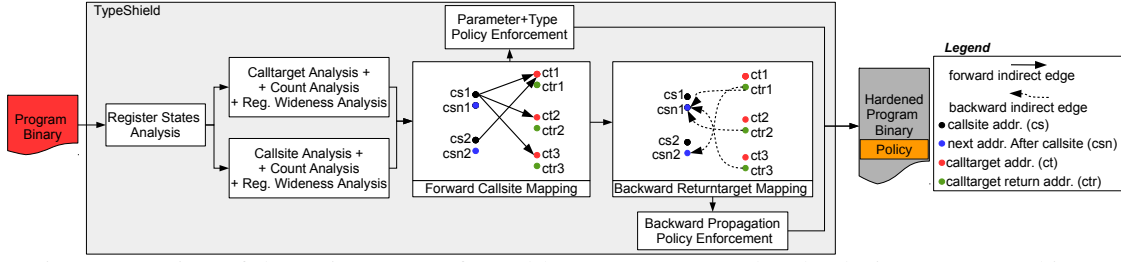 TypeShield
Parameter+Type
Policy Enforcement
Program
Binary
Register States
Analysis
Calltarget Analysis +
+ Count Analysis
+ Reg. Wideness Analysis
Callsite Analysis +
+ Count Analysis
+ Reg. Wideness Analysis
cs1
csn1
cs2
csn2
ct1
ctr1
ct2
ctr2
ct3
ctr3
Forward Callsite Mapping
cs1
csn1
cs2
csn2
ct1
ctr1
ct2
ctr2
ct3
ctr3
Backward Returntarget Mapping
Backward Propagation
Policy Enforcement
Hardened
Program
Binary
Policy
Legend
forward indirect edge
backward indirect edge
callsite addr. (cs)
next addr. After callsite (csn)
calltarget addr. (ct)
calltarget return addr. (ctr)